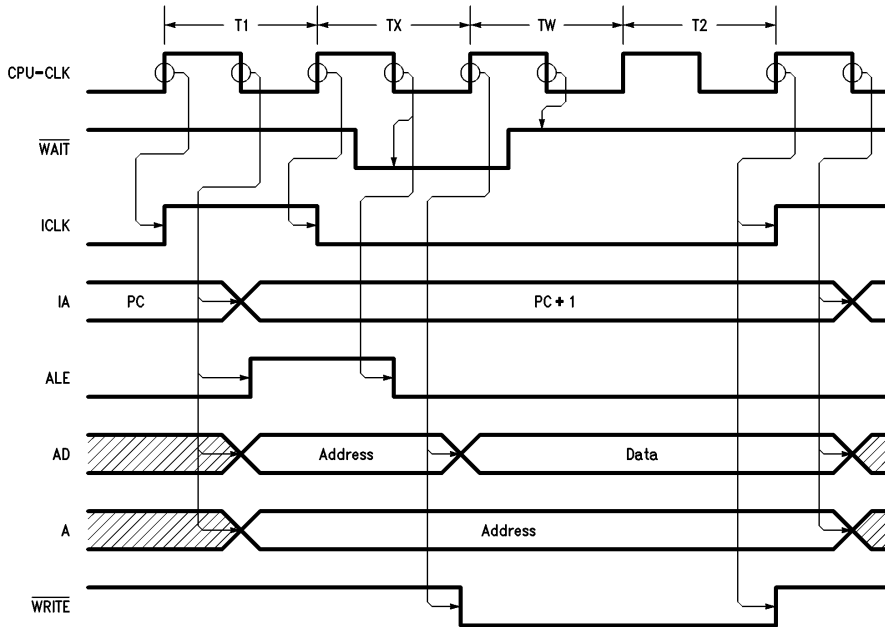 T1 TX TW T2
CPU-CLK
WAIT
ICLK
IA PC PC + 1
ALE
AD Address Data
A Address
WRITE